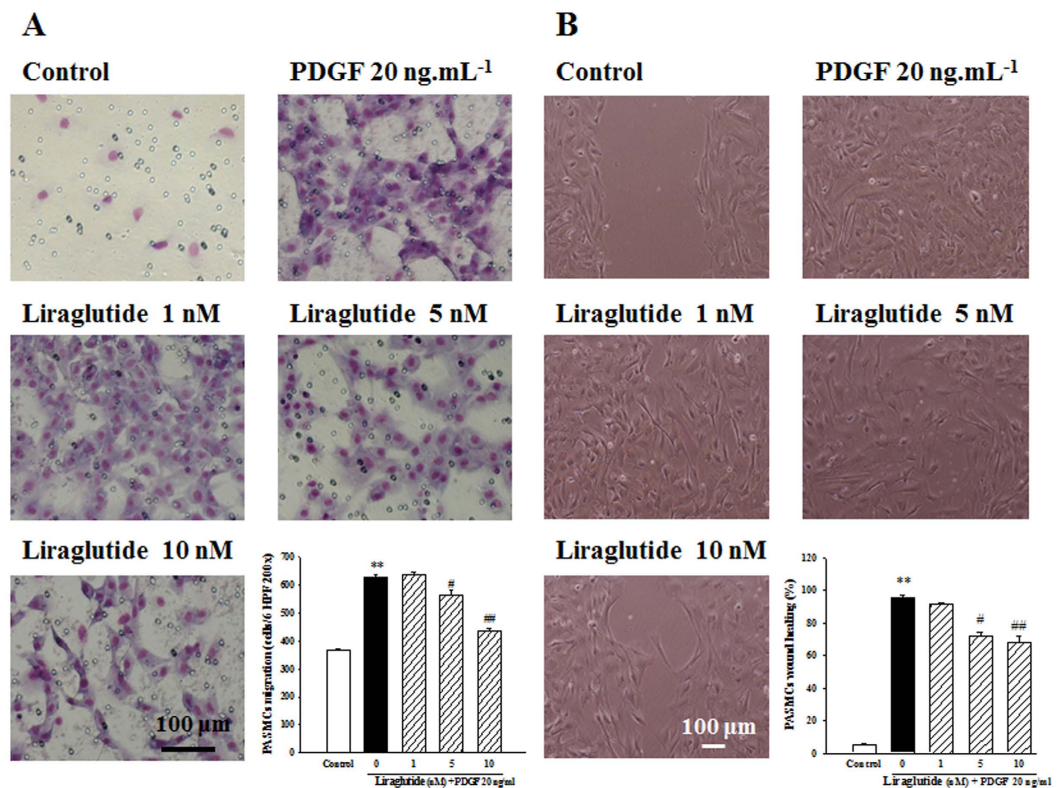 A
B
Control
PDGF 20 ng.mL-1
Control
PDGF 20 ng.mL-1
Liraglutide 1 nM
Liraglutide 5 nM
Liraglutide 1 nM
Liraglutide 5 nM
Liraglutide 10 nM
100 μm
PASMCs migration (cells/6 HPF 200x)
700
600
500
400
300
200
100
0
**
#
##
Control
0
1
5
10
Liraglutide (nM) + PDGF 20 ng/ml
Liraglutide 10 nM
100 μm
PASMCs wound healing (%)
120
100
80
60
40
20
0
**
#
##
Control
0
1
5
10
Liraglutide (nM) + PDGF 20 ng/ml